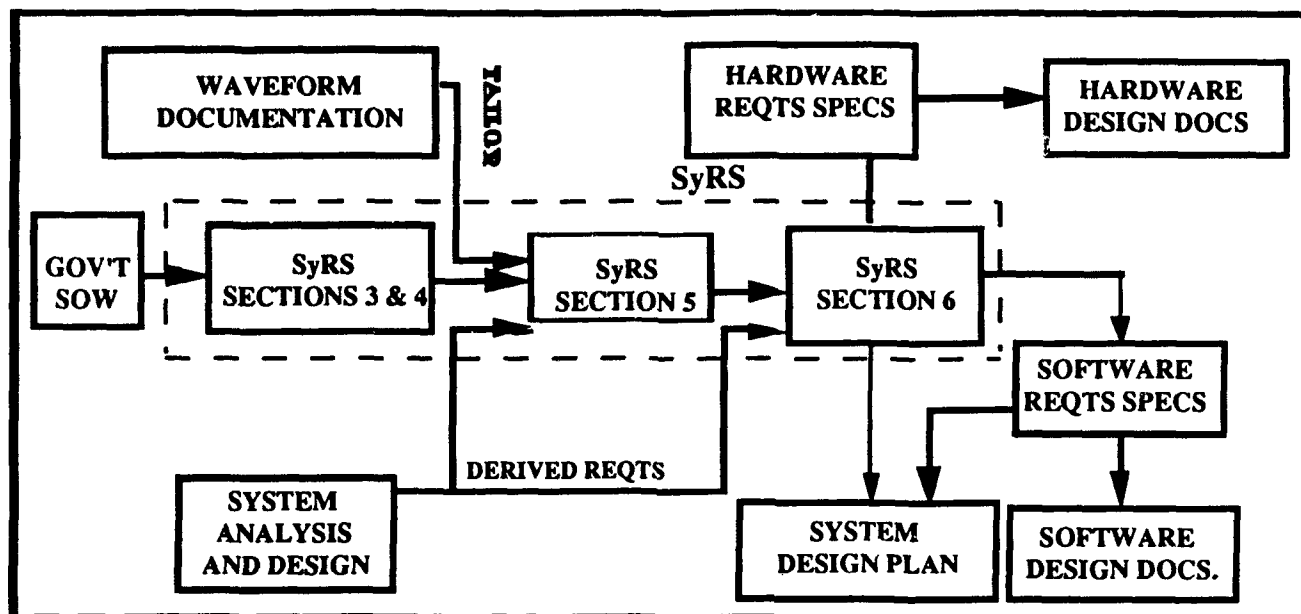 WAVEFORM
DOCUMENTATION
TAILOR
HARDWARE
REQTS SPECS
HARDWARE
DESIGN DOCS
SyRS
GOV'T
SOW
SyRS
SECTIONS 3 & 4
SyRS
SECTION 5
SyRS
SECTION 6
SOFTWARE
REQTS SPECS
DERIVED REQTS
SYSTEM
ANALYSIS
AND DESIGN
SYSTEM
DESIGN PLAN
SOFTWARE
DESIGN DOCS.